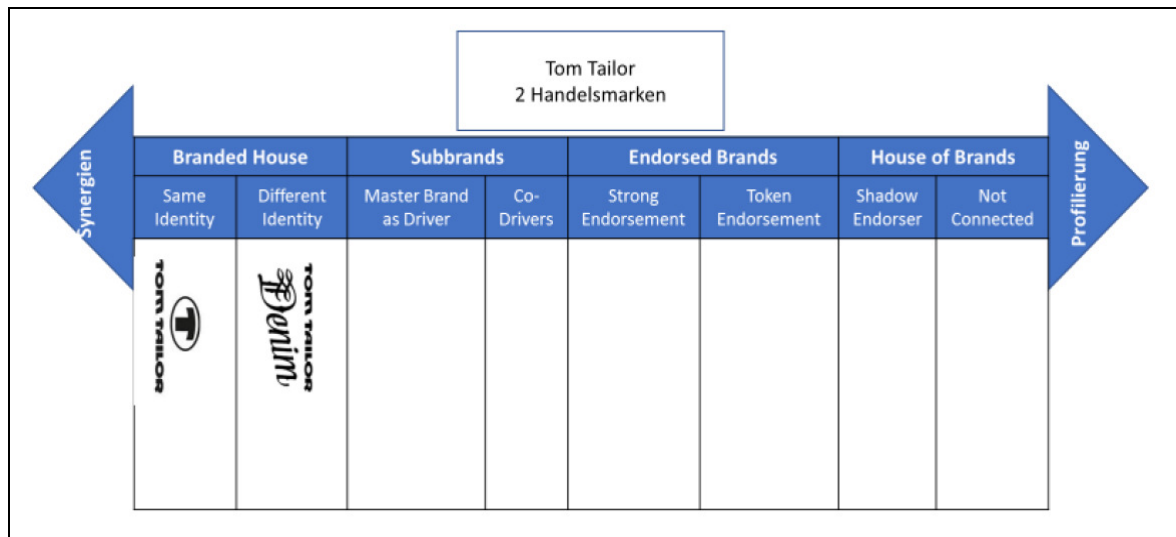 Tom Tailor
2 Handelsmarken
Synergien
Branded House
Subbrands
Endorsed Brands
House of Brands
Profilierung
Same
Identity
Different
Identity
Master Brand
as Driver
Co-
Drivers
Strong
Endorsement
Token
Endorsement
Shadow
Endorser
Not
Connected
T
TOM TAILOR
TOM TAILOR
Denim